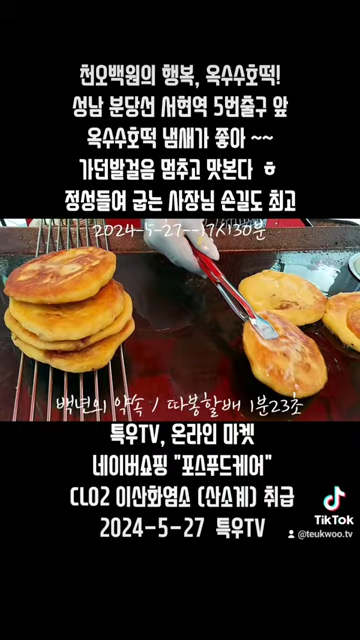 천오백원의 행복, 옥수수호떡!
성남 분당선 서현역 5번출구 앞
옥수수호떡 냄새가 좋아 ~~
가던발걸음 멈추고 맛본다 ㅎ
정성들여 굽는 사장님 손길도 최고
2024-5-27--17시30분
백년의 약속 / 따봉할배 1분23초
특우TV, 온라인 마켓
네이버쇼핑 "포스푸드케어"
CLO2 이산화염소 (산소계) 취급
2024-5-27 특우TV
TikTok
@teukwoo.tv